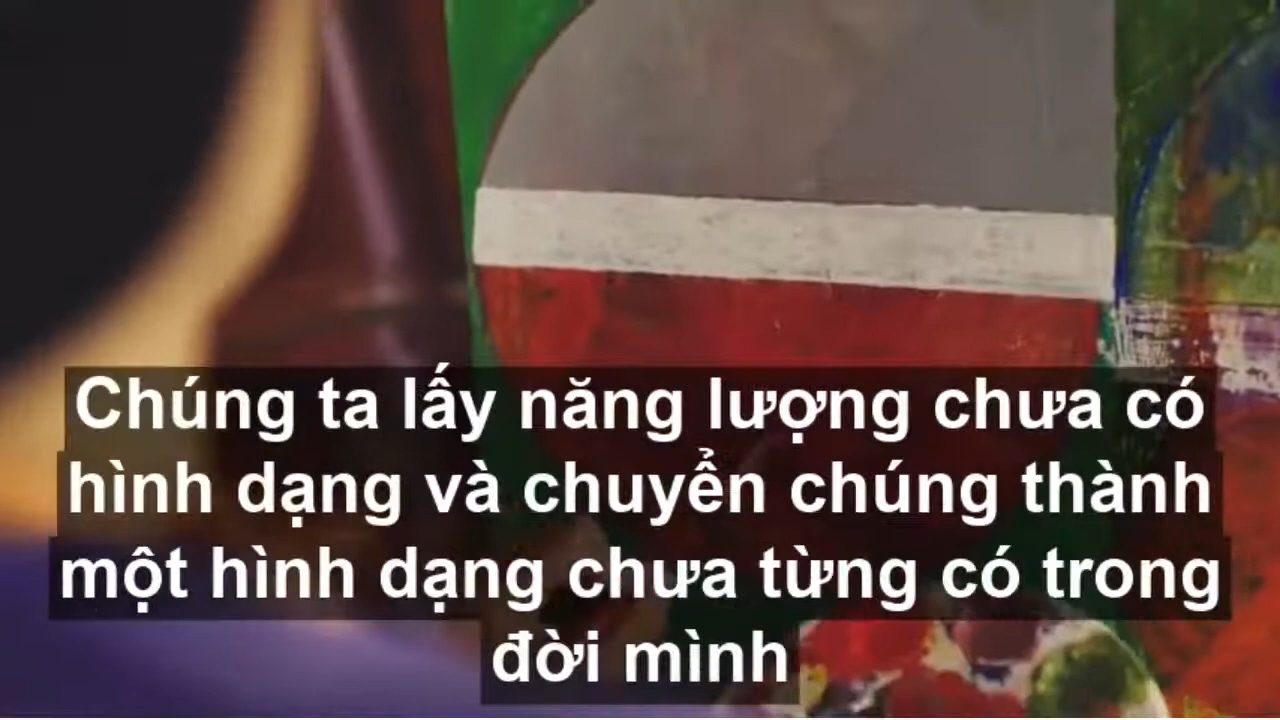 Chúng ta lấy năng lượng chưa có
hình dạng và chuyển chúng thành
một hình dạng chưa từng có trong
đời mình